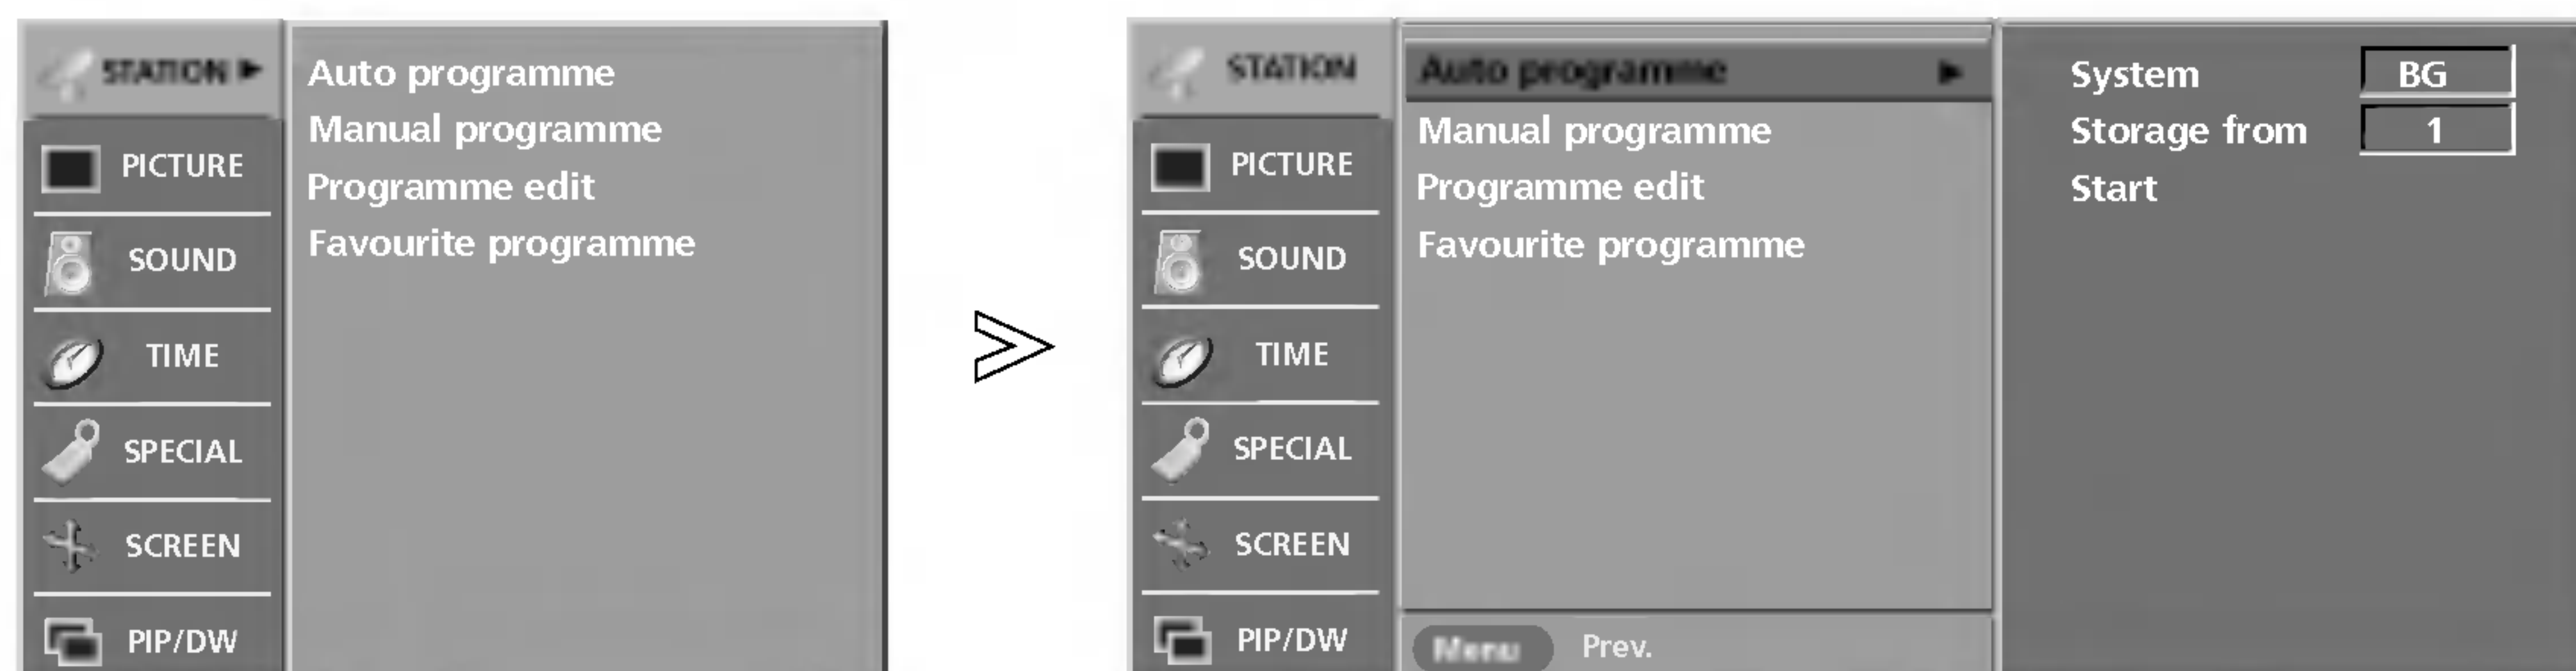 STATION ▶
Auto programme
Manual programme
Programme edit
Favourite programme
PICTURE
SOUND
TIME
SPECIAL
SCREEN
PIP/DW
STATION
PICTURE
SOUND
TIME
SPECIAL
SCREEN
PIP/DW
Auto programme ▶
Manual programme
Programme edit
Favourite programme
Menu Prev.
System BG
Storage from 1
Start